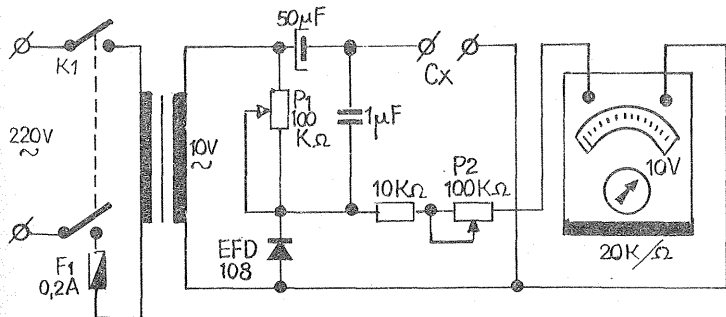 50µF
K1
Cx
220V
~
10V
~
P1
100
KΩ
1µF
10KΩ
P2
100KΩ
10V
F1
0,2A
EFD
108
20K/Ω